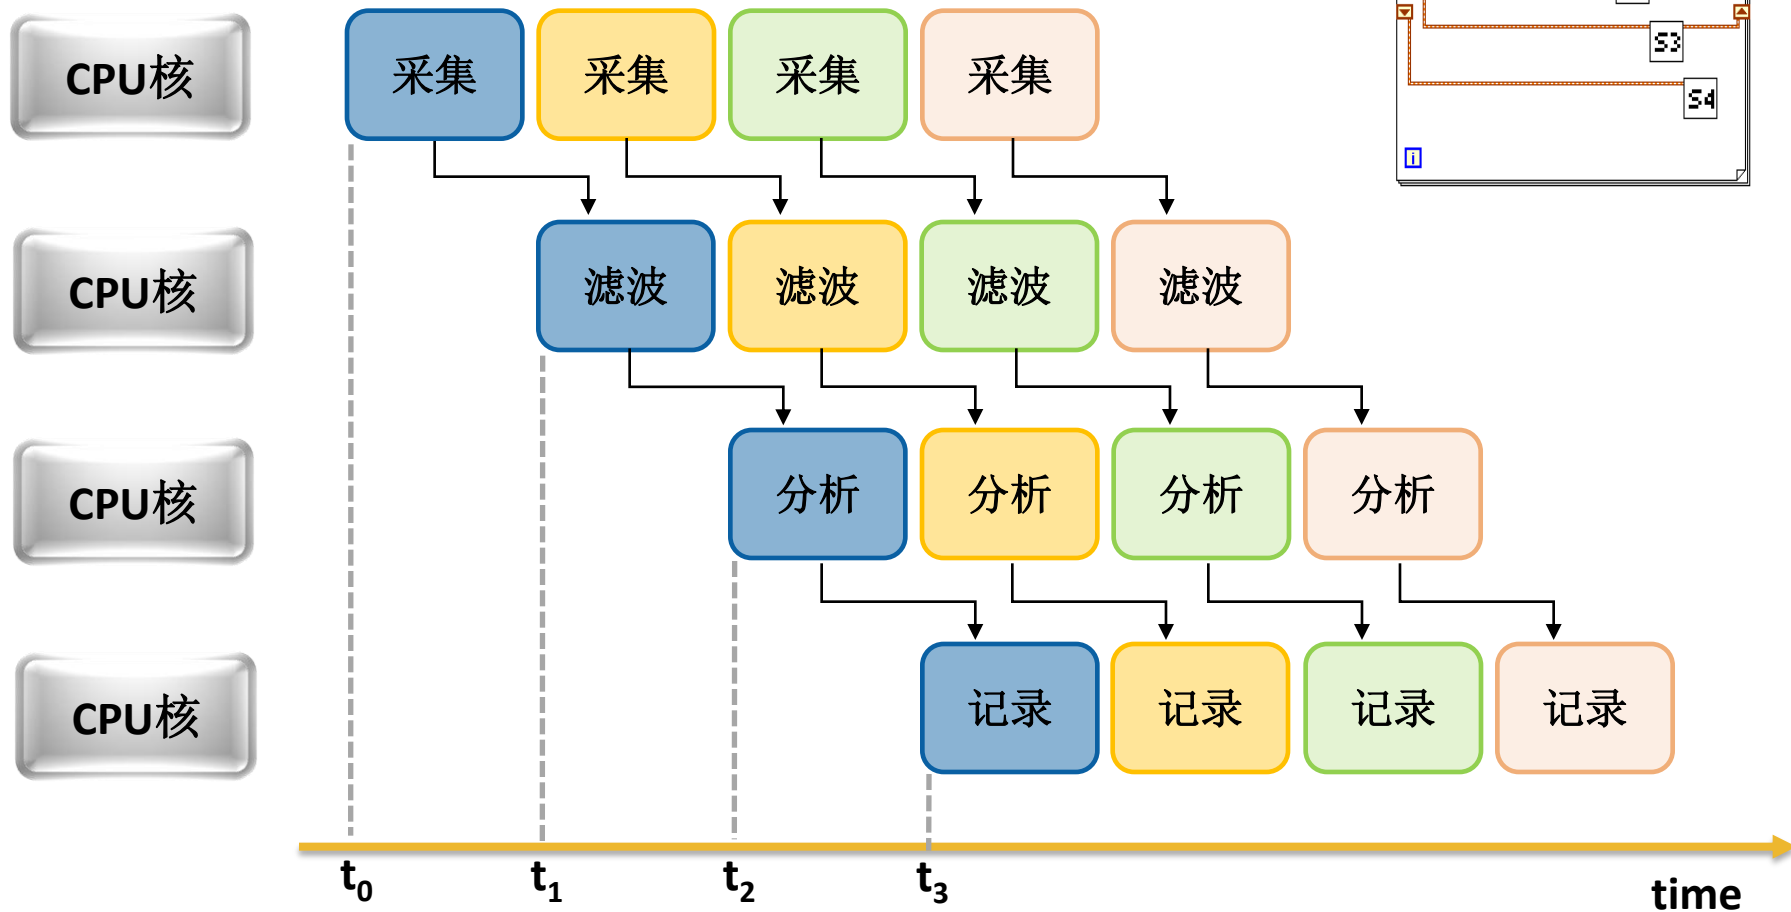 CPU核 采集 采集 采集 采集
S3
S4
i
CPU核 滤波 滤波 滤波 滤波
CPU核 分析 分析 分析 分析
CPU核 记录 记录 记录 记录
t0 t1 t2 t3
time